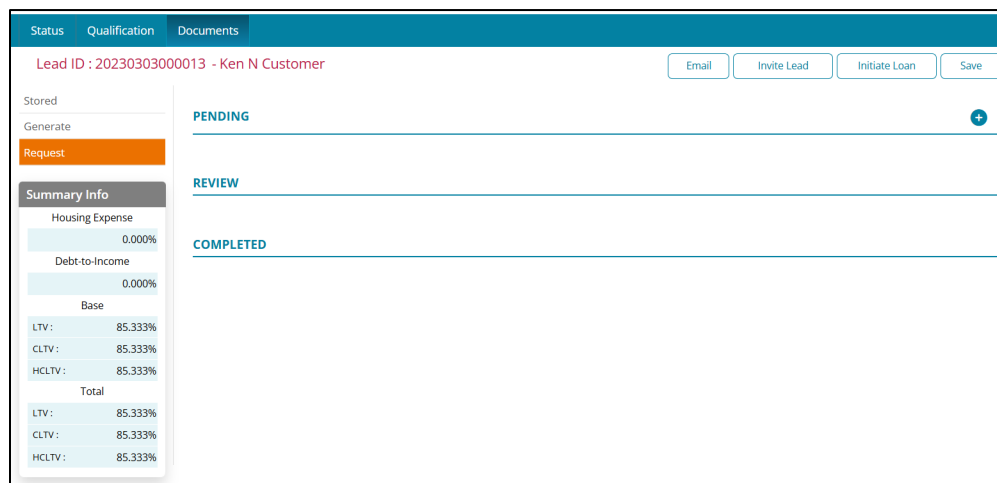 Status Qualification Documents
Lead ID : 20230303000013 - Ken N Customer
Email Invite Lead Initiate Loan Save
Stored
Generate
Request
Summary Info
Housing Expense
0.000%
Debt-to-Income
0.000%
Base
LTV : 85.333%
CLTV : 85.333%
HCLTV : 85.333%
Total
LTV : 85.333%
CLTV : 85.333%
HCLTV : 85.333%
PENDING
REVIEW
COMPLETED